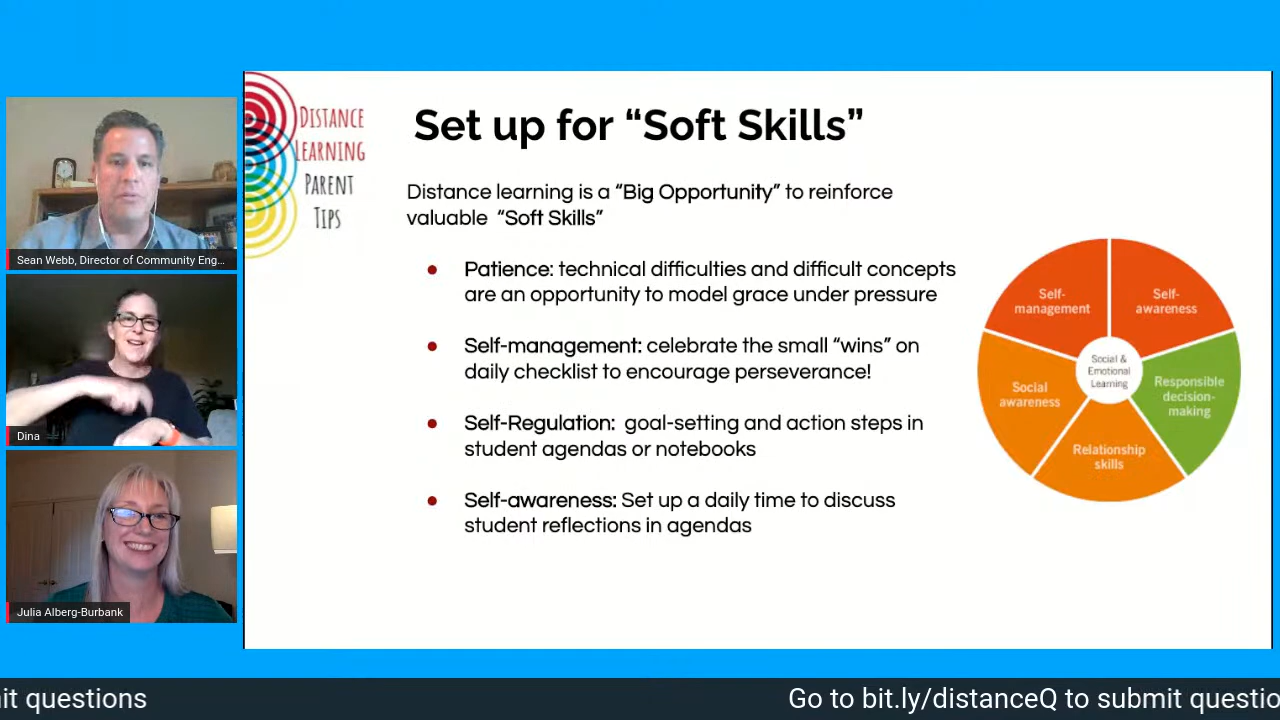 Sean Webb, Director of Community Eng...
Dina
Julia Alberg-Burbank
DISTANCE
LEARNING
PARENT
TIPS
Set up for “Soft Skills”
Distance learning is a “Big Opportunity” to reinforce
valuable “Soft Skills”
● Patience: technical difficulties and difficult concepts
are an opportunity to model grace under pressure
● Self-management: celebrate the small “wins” on
daily checklist to encourage perseverance!
● Self-Regulation: goal-setting and action steps in
student agendas or notebooks
● Self-awareness: Set up a daily time to discuss
student reflections in agendas
Self-
management
Self-
awareness
Social &
Emotional
Learning
Social
awareness
Responsible
decision-
making
Relationship
skills
it questions
Go to bit.ly/distanceQ to submit questio